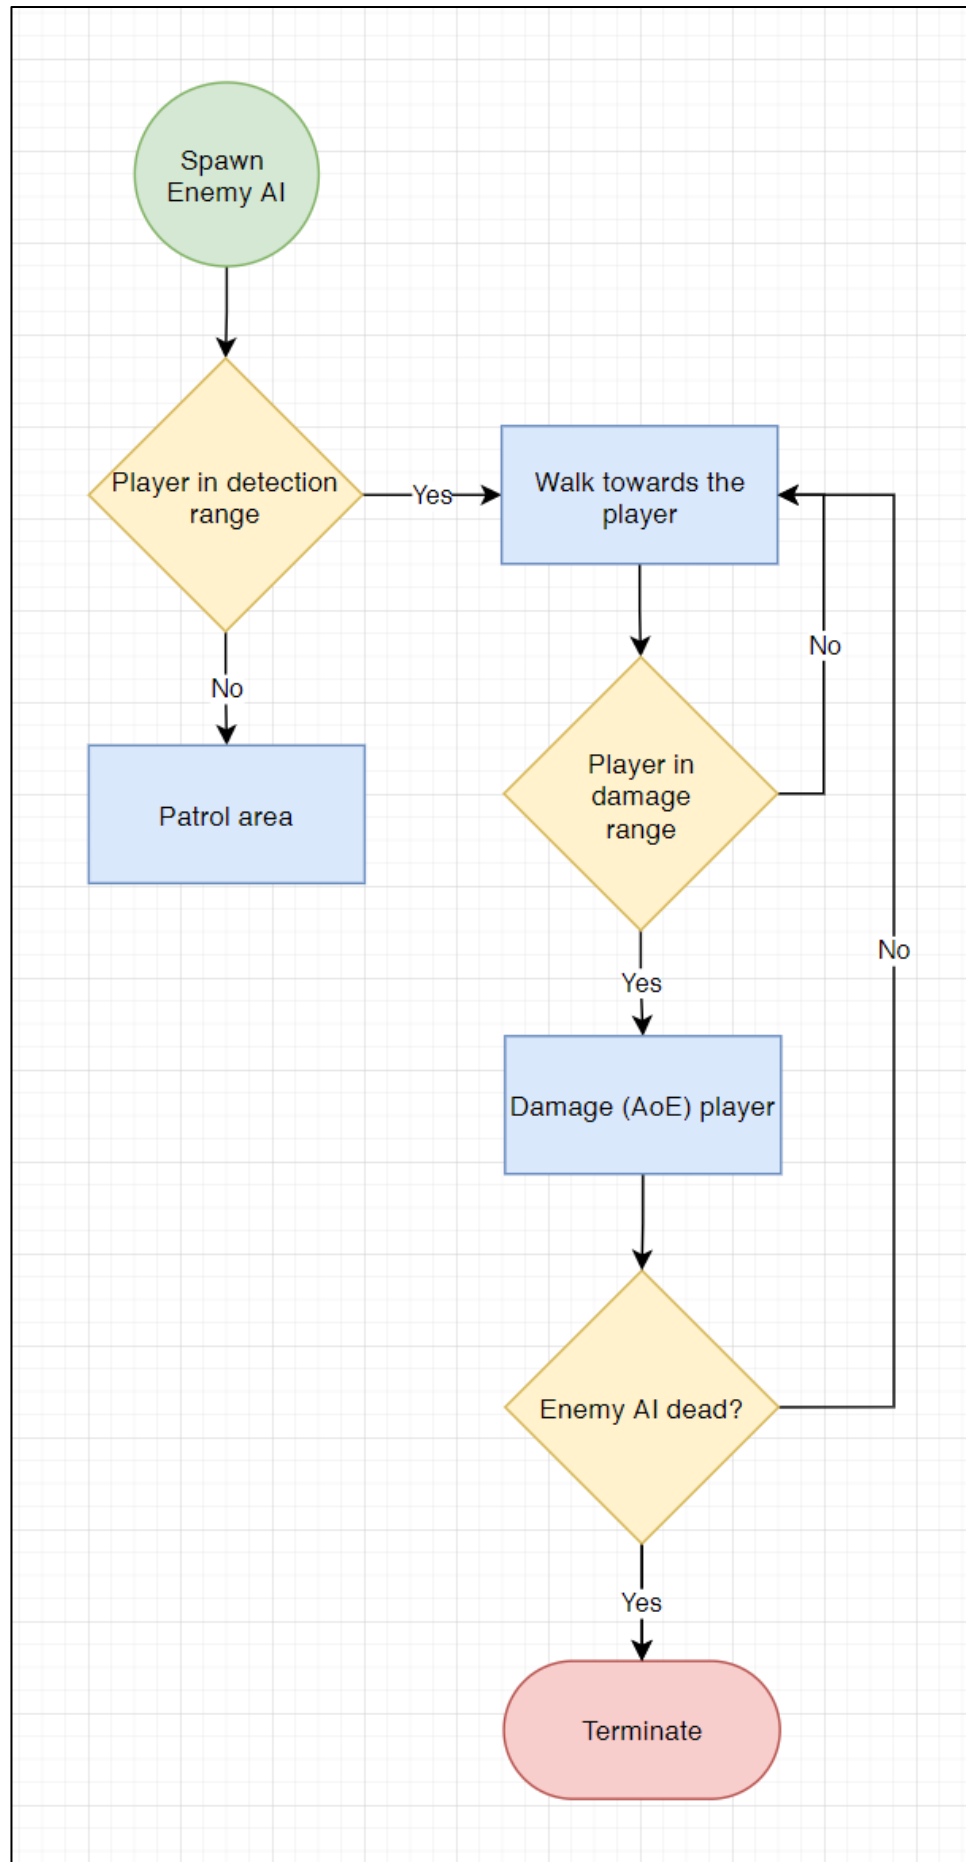 Spawn
Enemy AI
Player in detection
range
Yes
Walk towards the
player
No
No
Patrol area
Player in
damage
range
No
Yes
Damage (AoE) player
Enemy AI dead?
Yes
Terminate